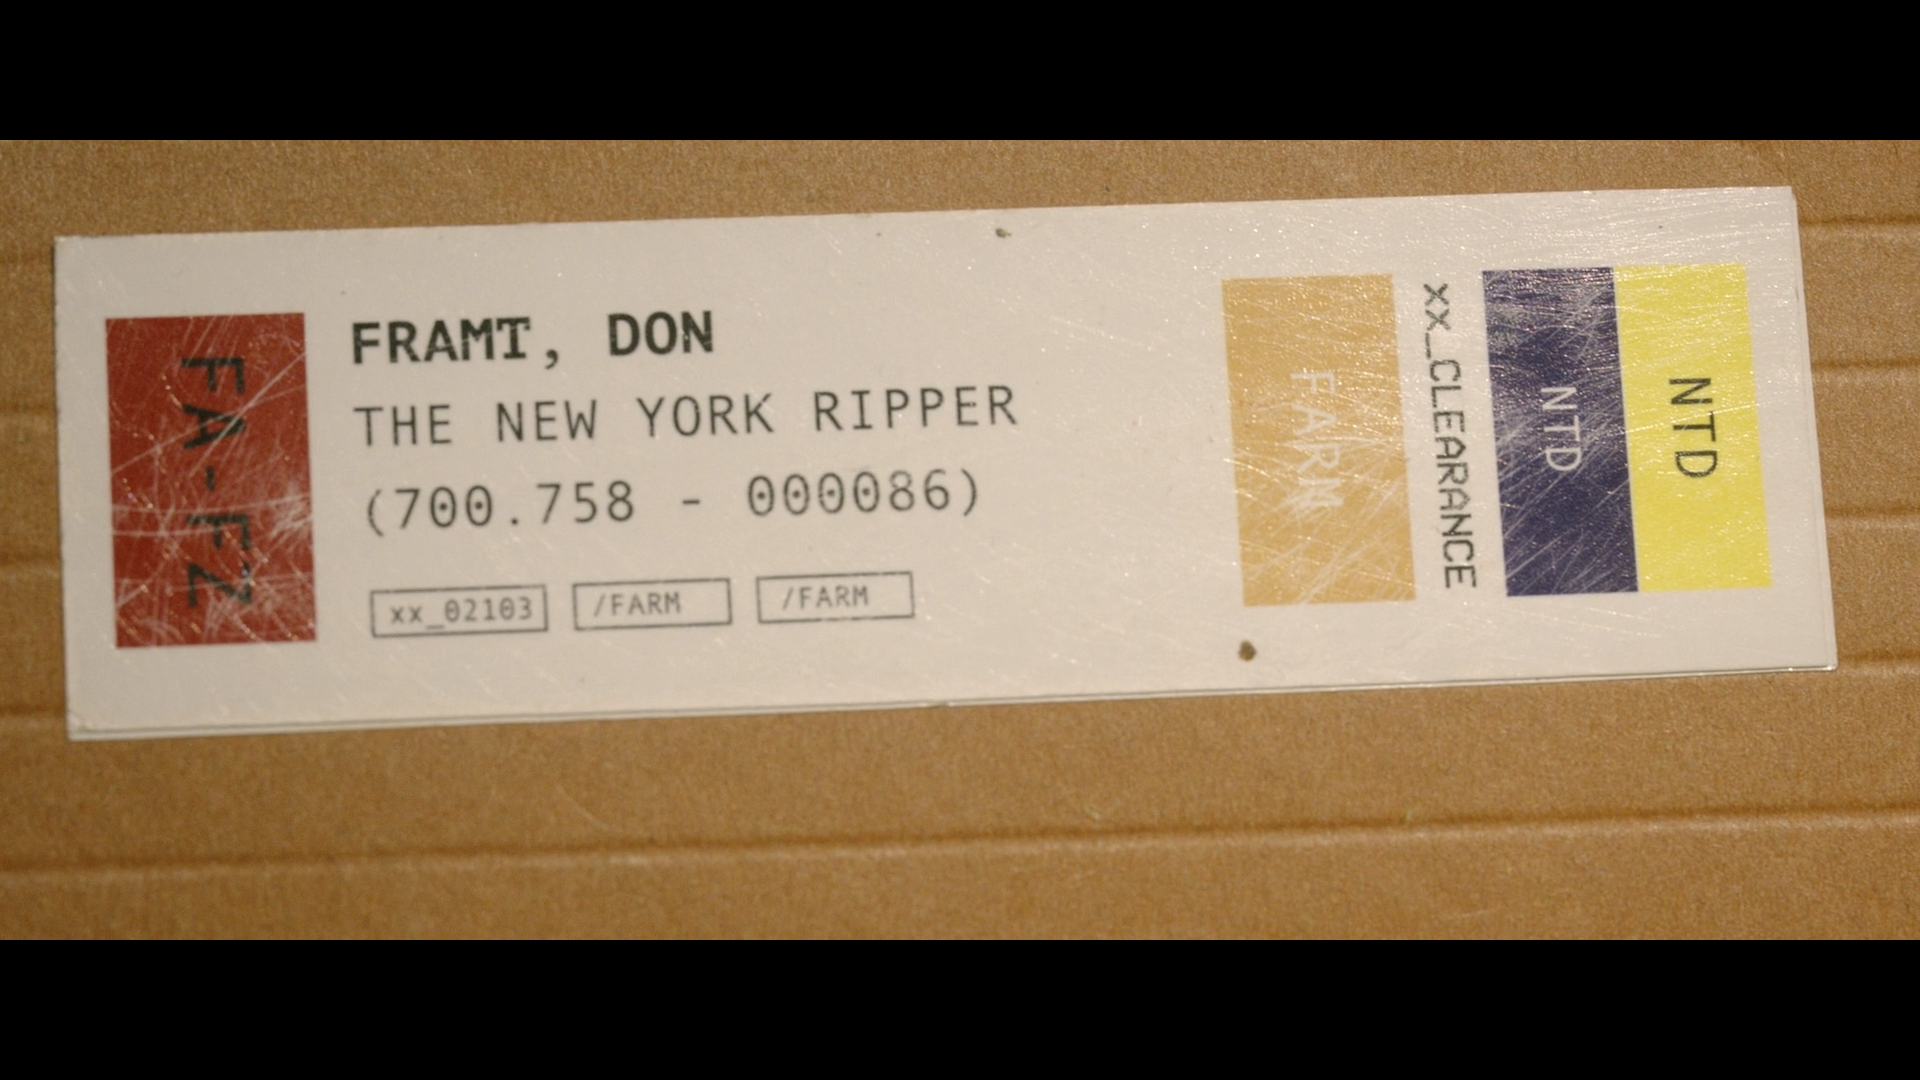 FA-FZ
FRAMT, DON
THE NEW YORK RIPPER
(700.758 - 000086)
xx_02103
/FARM
/FARM
FARM
xx_CLEARANCE
NTD
NTD